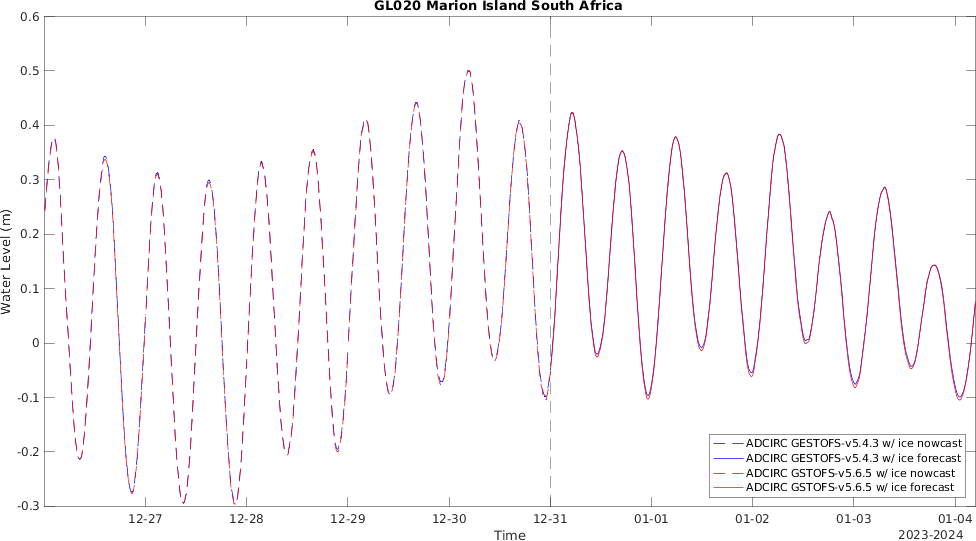 GL020 Marion Island South Africa
0.6
0.5
0.4
0.3
0.2
0.1
0
-0.1
-0.2
-0.3
Water Level (m)
12-27
12-28
12-29
12-30
12-31
01-01
01-02
01-03
01-04
Time
2023-2024
ADCIRC GESTOFS-v5.4.3 w/ ice nowcast
ADCIRC GESTOFS-v5.4.3 w/ ice forecast
ADCIRC GSTOFS-v5.6.5 w/ ice nowcast
ADCIRC GSTOFS-v5.6.5 w/ ice forecast